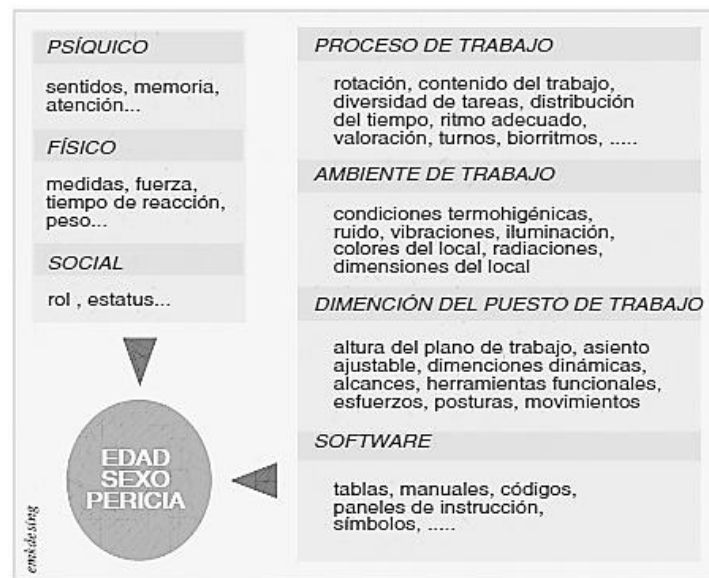 PSÍQUICO
sentidos, memoria,
atención...
FÍSICO
medidas, fuerza,
tiempo de reacción,
peso...
SOCIAL
rol , estatus...
EDAD
SEXO
PERICIA
emkdesing
PROCESO DE TRABAJO
rotación, contenido del trabajo,
diversidad de tareas, distribución
del tiempo, ritmo adecuado,
valoración, turnos, biorritmos, .....
AMBIENTE DE TRABAJO
condiciones termohigénicas,
ruido, vibraciones, iluminación,
colores del local, radiaciones,
dimensiones del local
DIMENCIÓN DEL PUESTO DE TRABAJO
altura del plano de trabajo, asiento
ajustable, dimenciones dinámicas,
alcances, herramientas funcionales,
esfuerzos, posturas, movimientos
SOFTWARE
tablas, manuales, códigos,
paneles de instrucción,
símbolos, .....